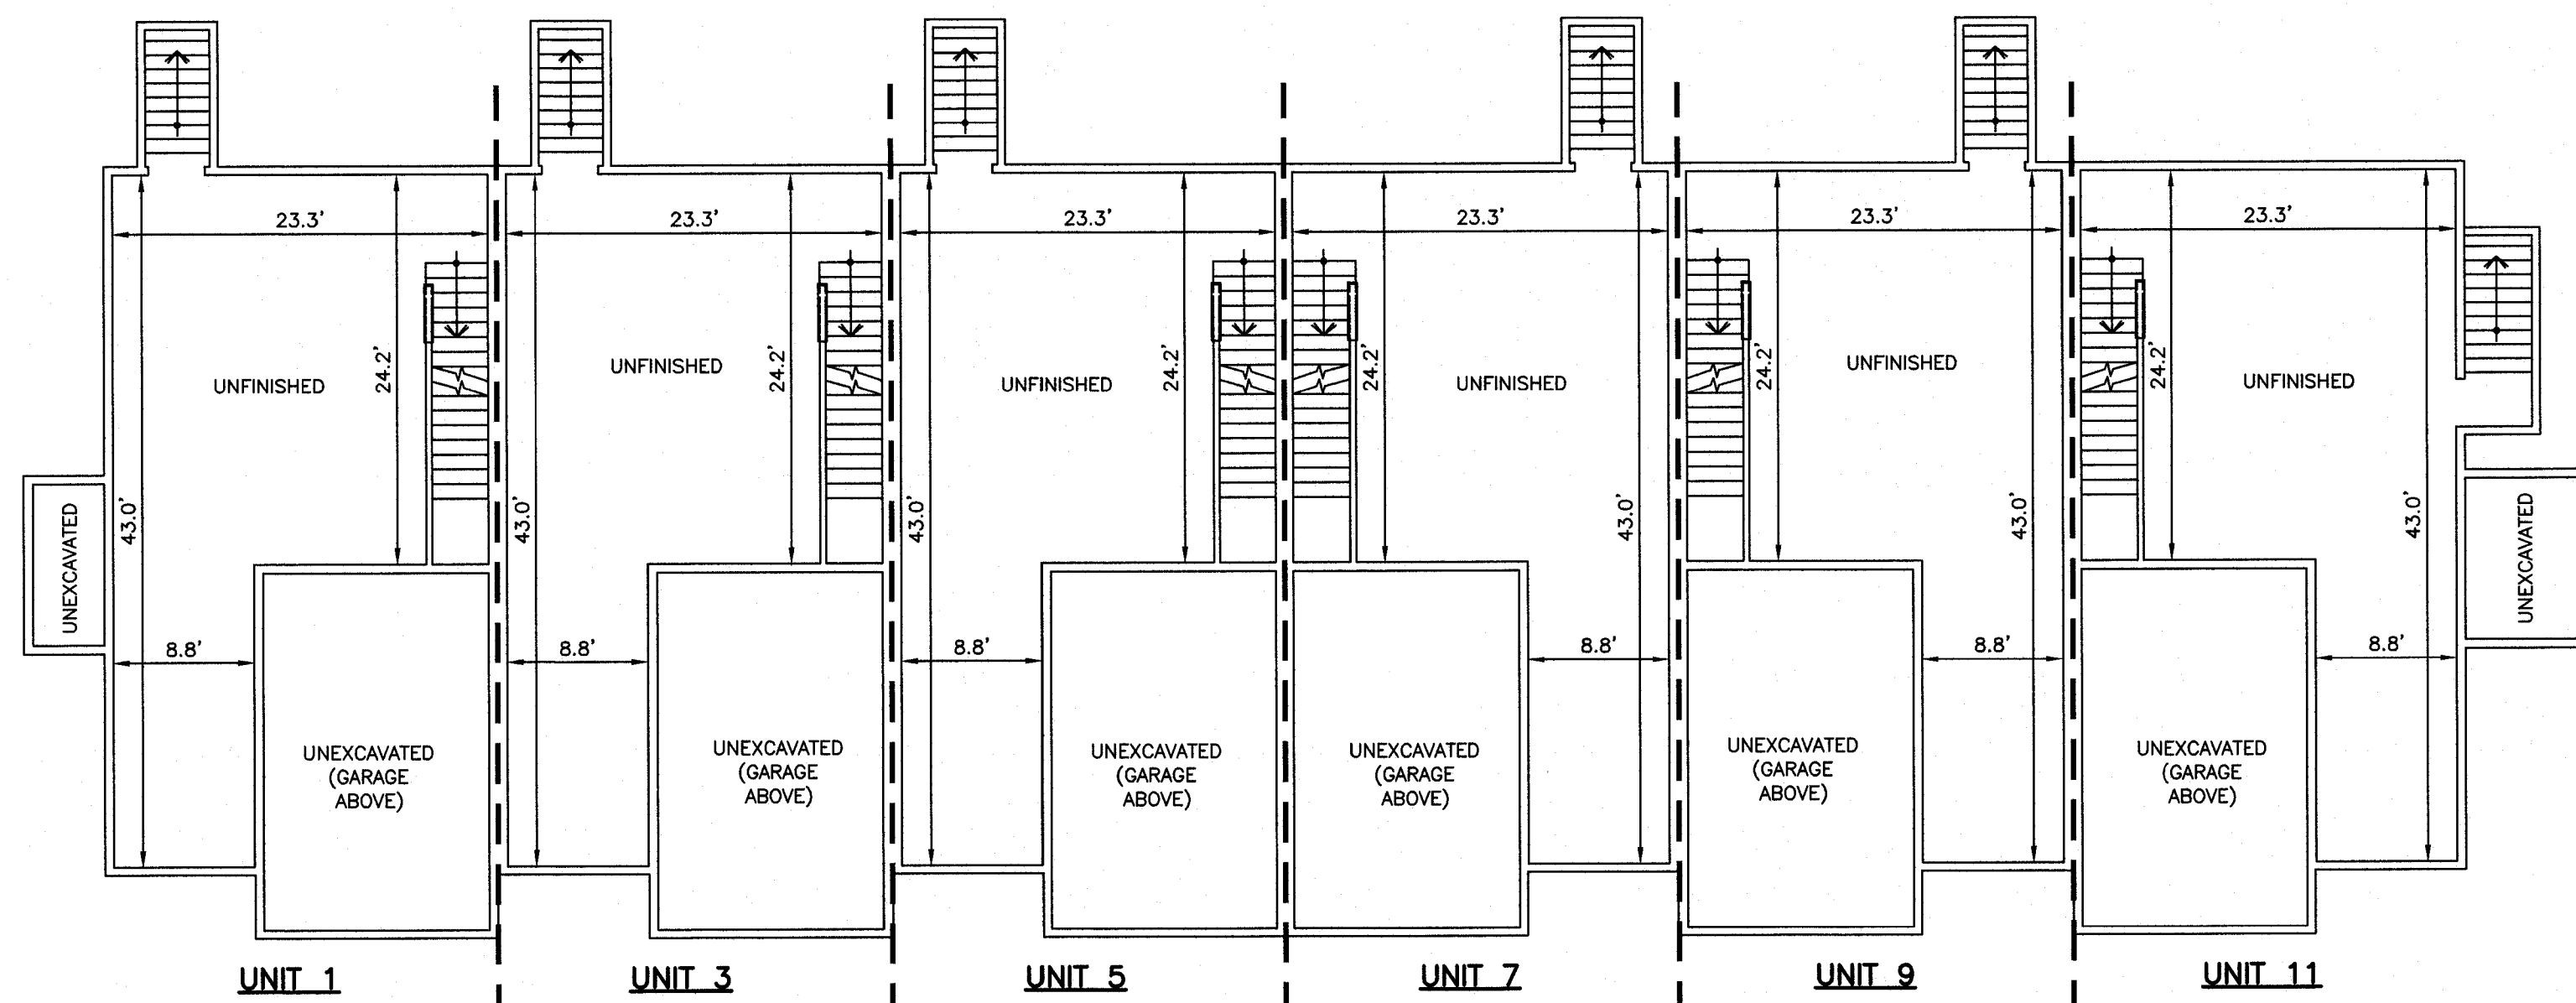 23.3'
24.2'
UNFINISHED
43.0'
UNEXCAVATED
8.8'
UNEXCAVATED
(GARAGE
ABOVE)
UNIT 1
23.3'
24.2'
UNFINISHED
43.0'
8.8'
UNEXCAVATED
(GARAGE
ABOVE)
UNIT 3
23.3'
24.2'
UNFINISHED
43.0'
8.8'
UNEXCAVATED
(GARAGE
ABOVE)
UNIT 5
23.3'
24.2'
UNFINISHED
43.0'
8.8'
UNEXCAVATED
(GARAGE
ABOVE)
UNIT 7
23.3'
24.2'
UNFINISHED
43.0'
8.8'
UNEXCAVATED
(GARAGE
ABOVE)
UNIT 9
23.3'
24.2'
UNFINISHED
43.0'
UNEXCAVATED
8.8'
UNEXCAVATED
(GARAGE
ABOVE)
UNIT 11